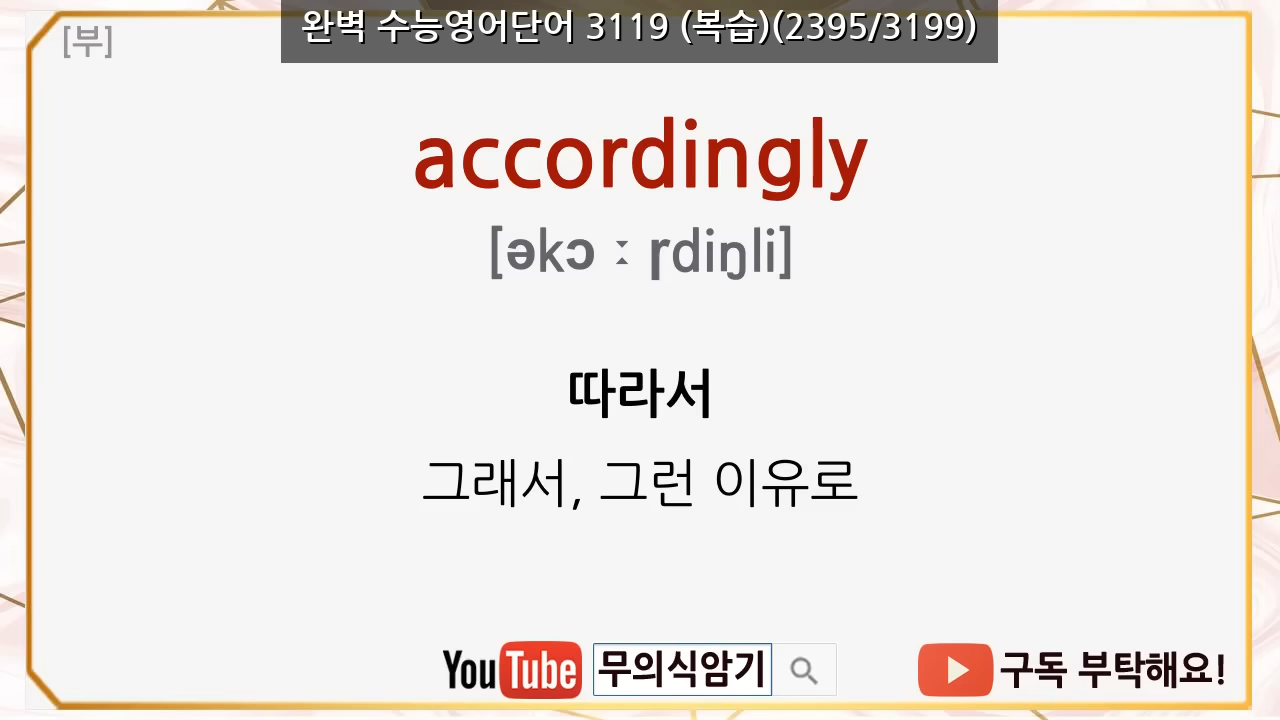 완벽 수능영어단어 3119 (복습)(2395/3199)
[부]
accordingly
[əkɔːrdiŋli]
따라서
그래서, 그런 이유로
YouTube 무의식암기 구독 부탁해요!